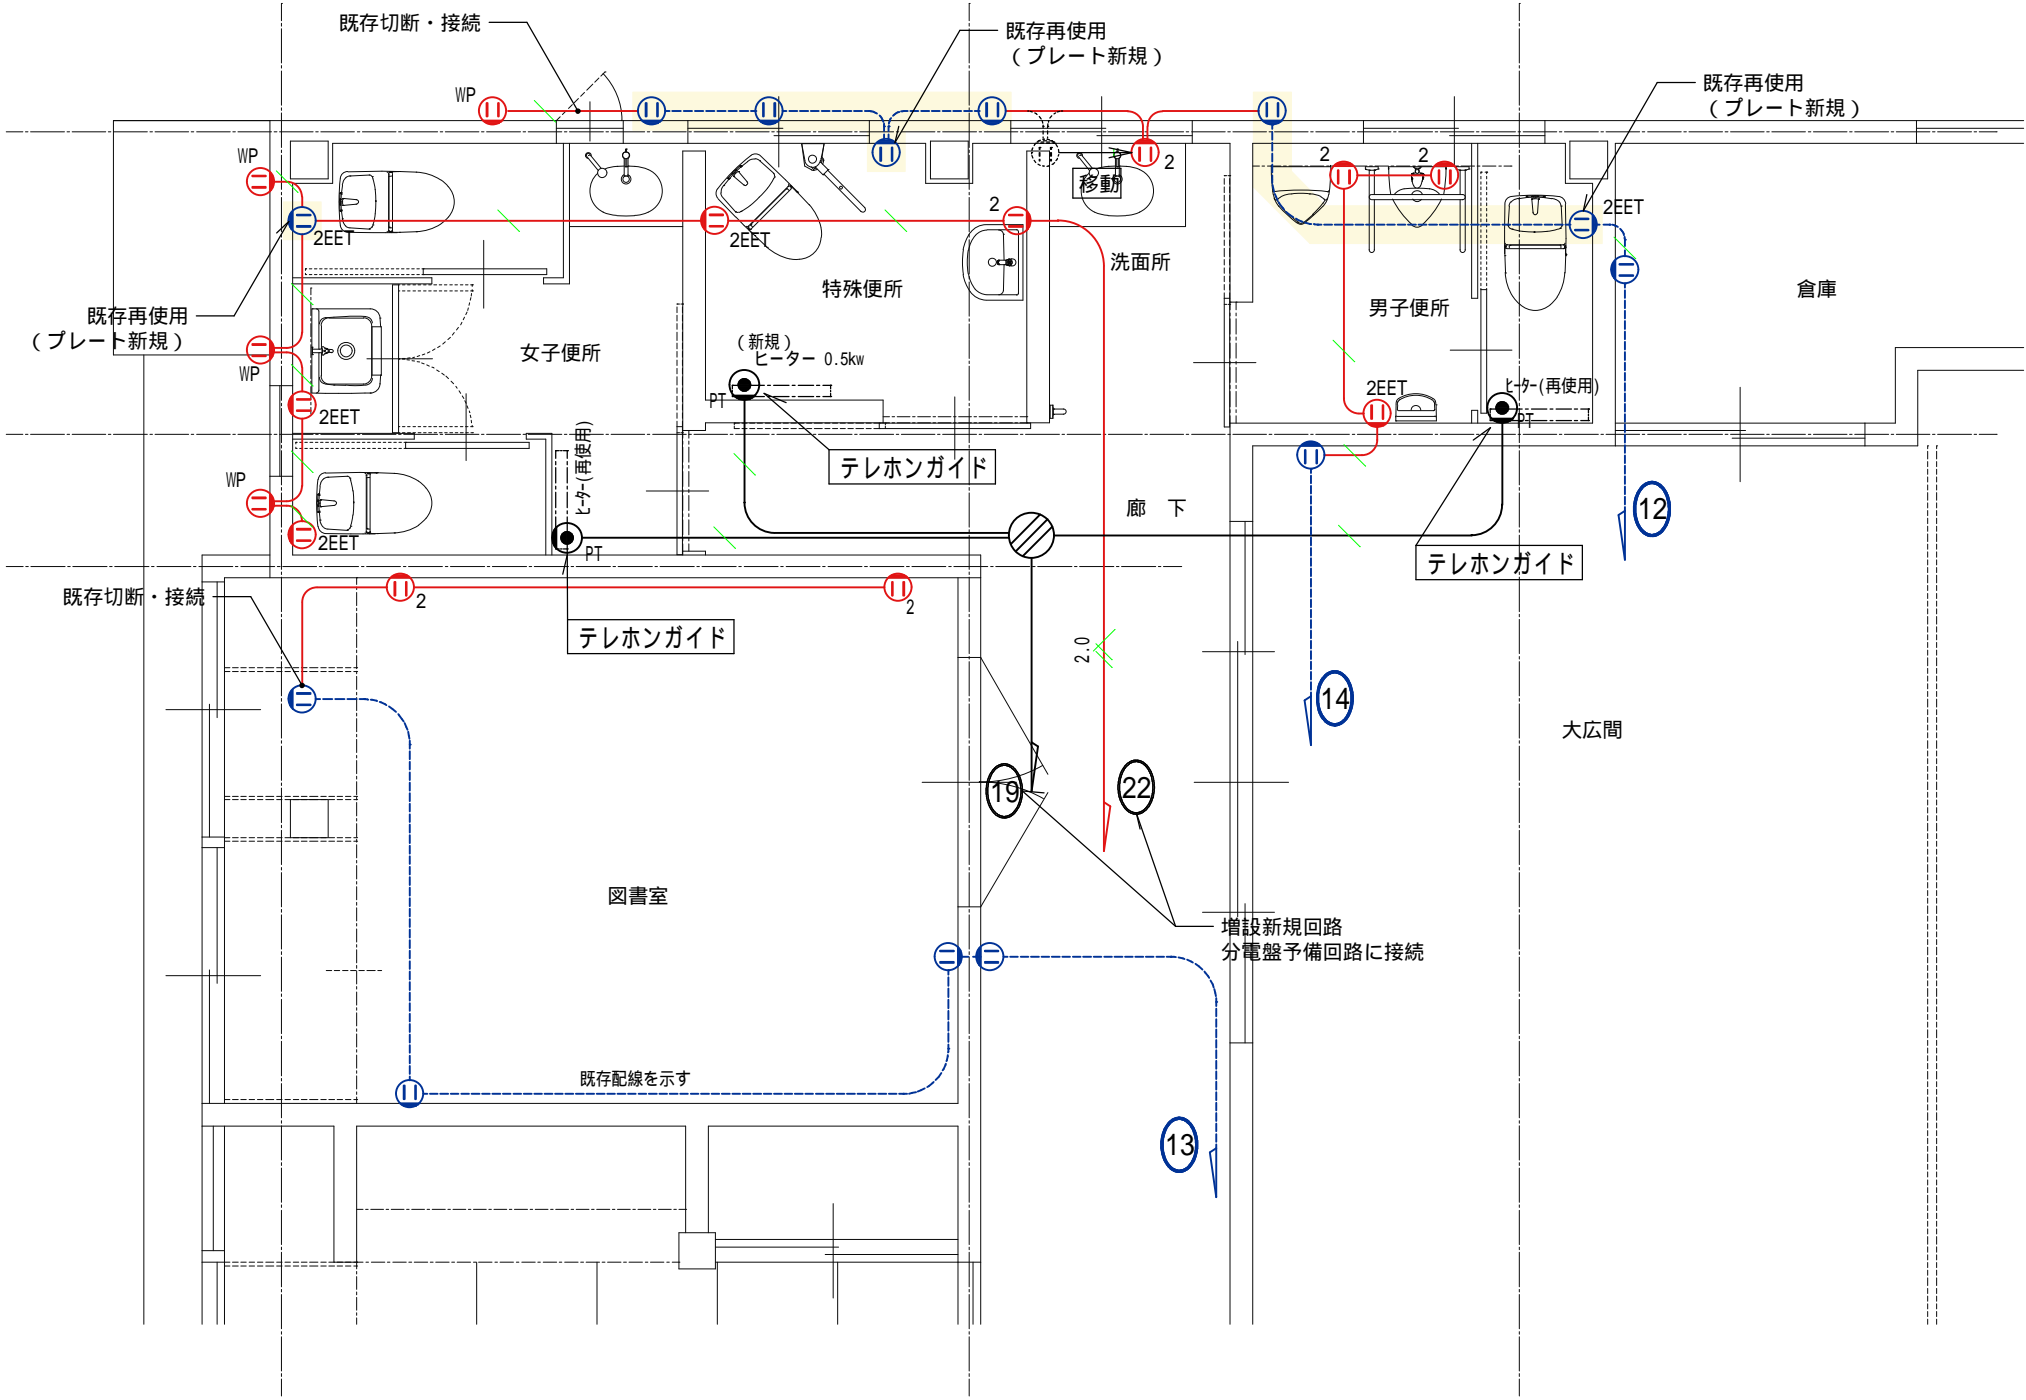 既存切断・接続
既存再使用
（プレート新規）
既存再使用
（プレート新規）
WP
WP
2
2
2
移動
2EET
2EET
2
2EET
洗面所
特殊便所
男子便所
倉庫
既存再使用
（プレート新規）
女子便所
（新規）
ヒーター 0.5kw
WP
PT
2EET
2EET
ヒーター(再使用)
PT
ヒーター(再使用)
テレホンガイド
WP
廊　下
12
2EET
PT
テレホンガイド
既存切断・接続
2
2
テレホンガイド
2.0
14
大広間
19
22
図書室
増設新規回路
分電盤予備回路に接続
既存配線を示す
13